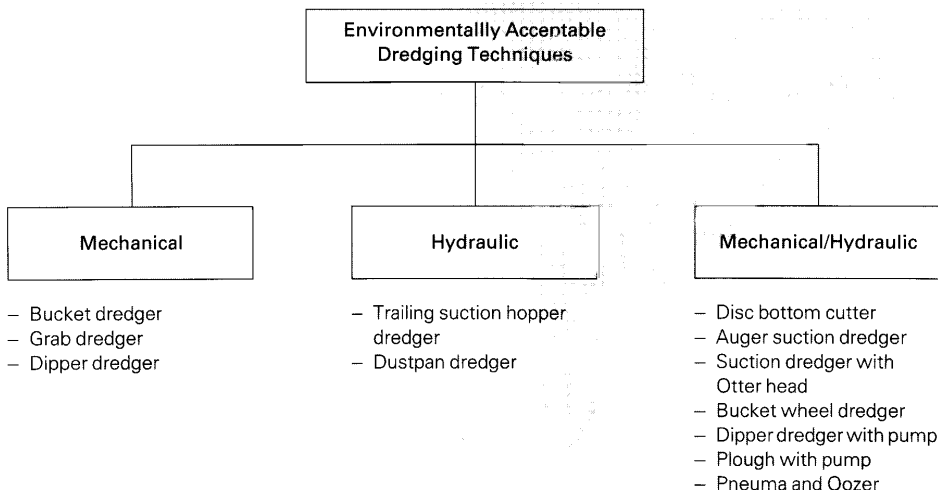 Environmentallly Acceptable
Dredging Techniques
Mechanical
– Bucket dredger
– Grab dredger
– Dipper dredger
Hydraulic
– Trailing suction hopper
dredger
– Dustpan dredger
Mechanical/Hydraulic
– Disc bottom cutter
– Auger suction dredger
– Suction dredger with
Otter head
– Bucket wheel dredger
– Dipper dredger with pump
– Plough with pump
– Pneuma and Oozer